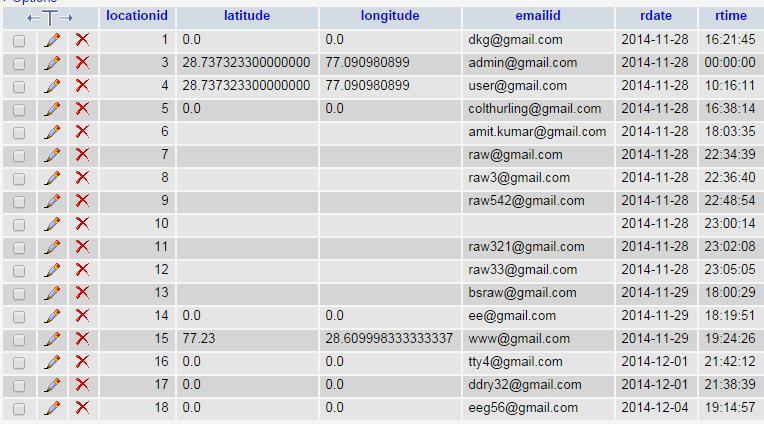 + Options
←T→ locationid latitude longitude emailid rdate rtime
1 0.0 0.0 dkg@gmail.com 2014-11-28 16:21:45
3 28.737323300000000 77.090980899 admin@gmail.com 2014-11-28 00:00:00
4 28.737323300000000 77.090980899 user@gmail.com 2014-11-28 10:16:11
5 0.0 0.0 colthurling@gmail.com 2014-11-28 16:38:14
6 amit.kumar@gmail.com 2014-11-28 18:03:35
7 raw@gmail.com 2014-11-28 22:34:39
8 raw3@gmail.com 2014-11-28 22:36:40
9 raw542@gmail.com 2014-11-28 22:48:54
10 2014-11-28 23:00:14
11 raw321@gmail.com 2014-11-28 23:02:08
12 raw33@gmail.com 2014-11-28 23:05:05
13 bsraw@gmail.com 2014-11-29 18:00:29
14 0.0 0.0 ee@gmail.com 2014-11-29 18:19:51
15 77.23 28.609998333333337 www@gmail.com 2014-11-29 19:24:26
16 0.0 0.0 tty4@gmail.com 2014-12-01 21:42:12
17 0.0 0.0 ddry32@gmail.com 2014-12-01 21:38:39
18 0.0 0.0 eeg56@gmail.com 2014-12-04 19:14:57